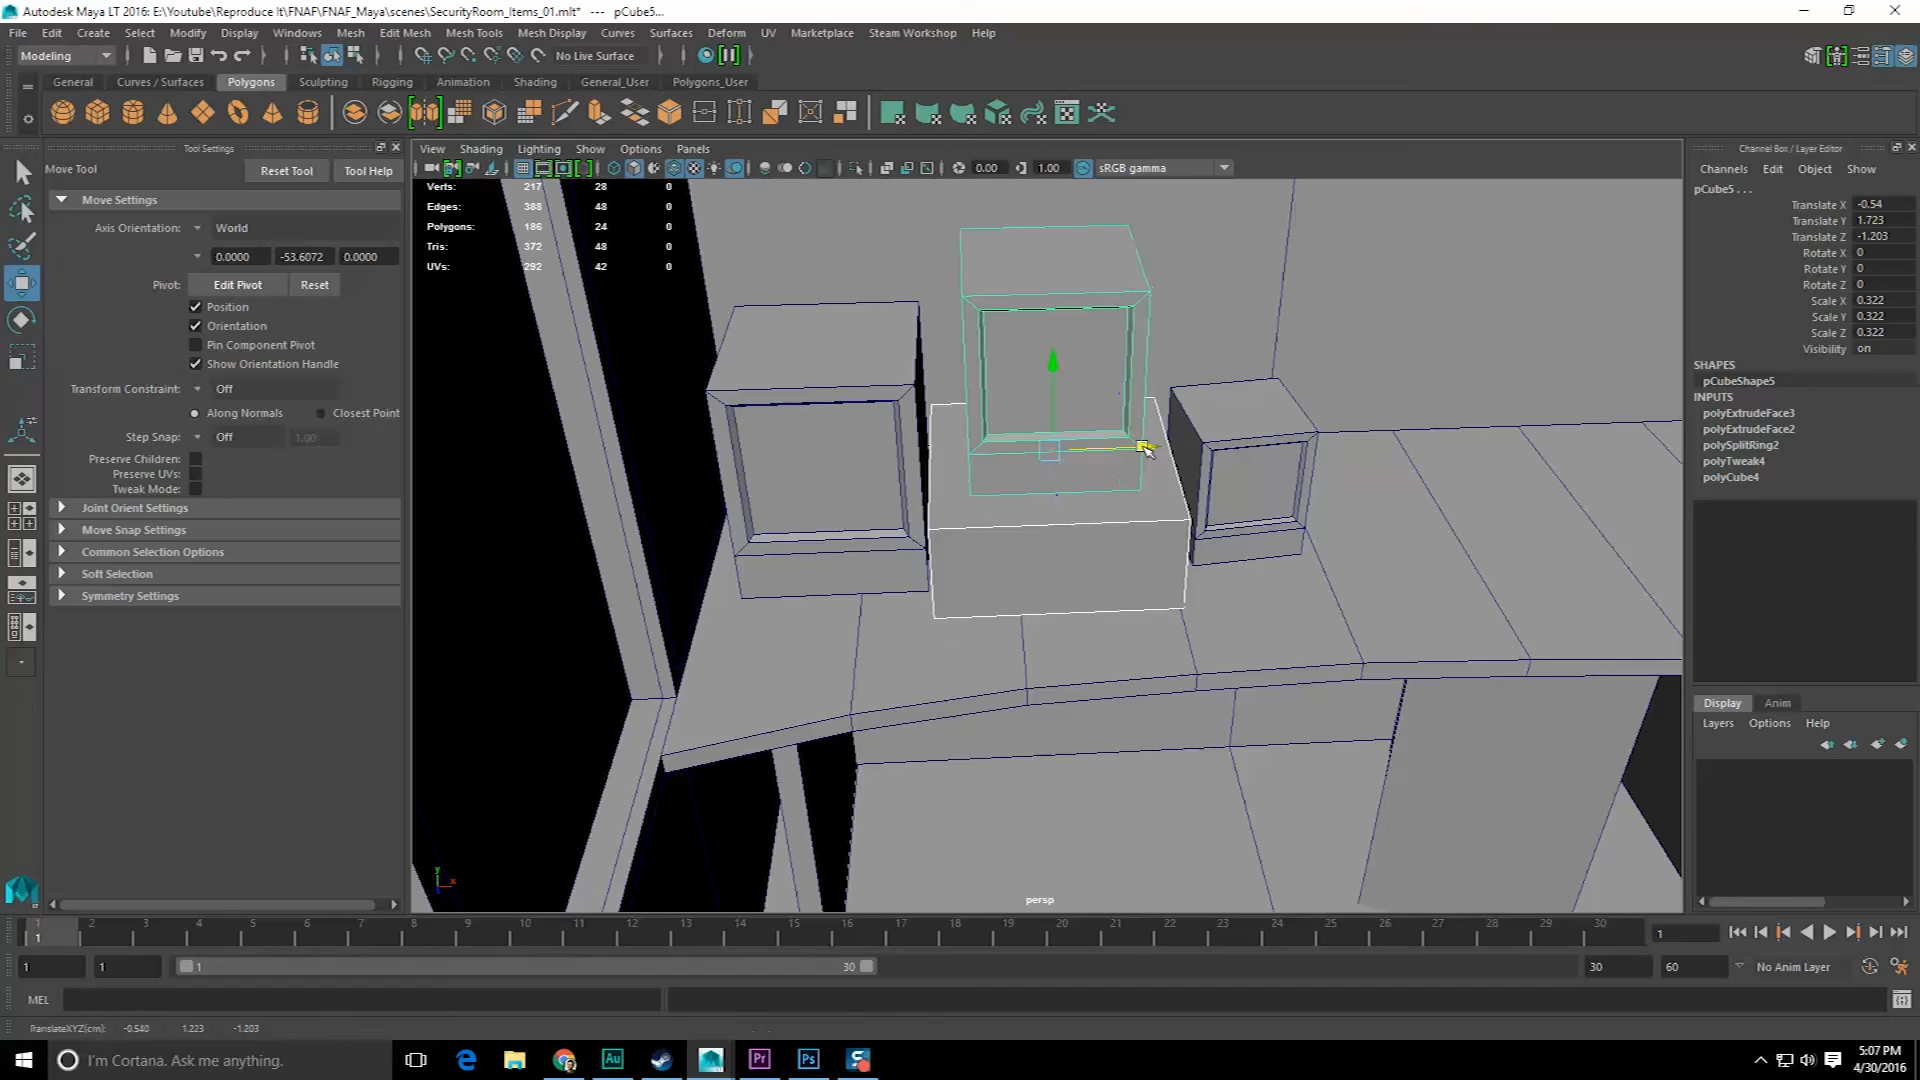 Autodesk Maya LT 2016: E:\Youtube\Reproduce It\FNAF\FNAF_Maya\scenes\SecurityRoom_Items_01.mlt* --- pCube5...
File Edit Create Select Modify Display Windows Mesh Edit Mesh Mesh Tools Mesh Display Curves Surfaces Deform UV Marketplace Steam Workshop Help
Modeling No Live Surface
General Curves / Surfaces Polygons Sculpting Rigging Animation Shading General_User Polygons_User
Tool Settings
Move Tool Reset Tool Tool Help
Move Settings
Axis Orientation: World
0.0000 -53.6072 0.0000
Pivot: Edit Pivot Reset
Position
Orientation
Pin Component Pivot
Show Orientation Handle
Transform Constraint: Off
Along Normals Closest Point
Step Snap: Off 1.00
Preserve Children:
Preserve UVs:
Tweak Mode:
Joint Orient Settings
Move Snap Settings
Common Selection Options
Soft Selection
Symmetry Settings
View Shading Lighting Show Options Panels
0.00 1.00 sRGB gamma
Verts: 217 28 0
Edges: 388 48 0
Polygons: 186 24 0
Tris: 372 48 0
UVs: 292 42 0
y
x
persp
Channel Box / Layer Editor
Channels Edit Object Show
pCube5 . . .
Translate X -0.54
Translate Y 1.723
Translate Z -1.203
Rotate X 0
Rotate Y 0
Rotate Z 0
Scale X 0.322
Scale Y 0.322
Scale Z 0.322
Visibility on
SHAPES
pCubeShape5
INPUTS
polyExtrudeFace3
polyExtrudeFace2
polySplitRing2
polyTweak4
polyCube4
Display Anim
Layers Options Help
1 2 3 4 5 6 7 8 9 10 11 12 13 14 15 16 17 18 19 20 21 22 23 24 25 26 27 28 29 30
1 1
1 1 1 30 30 60 No Anim Layer
MEL
TranslateXYZ(cm): -0.540 1.223 -1.203
I'm Cortana. Ask me anything.
Au Pr Ps
5:07 PM
4/30/2016